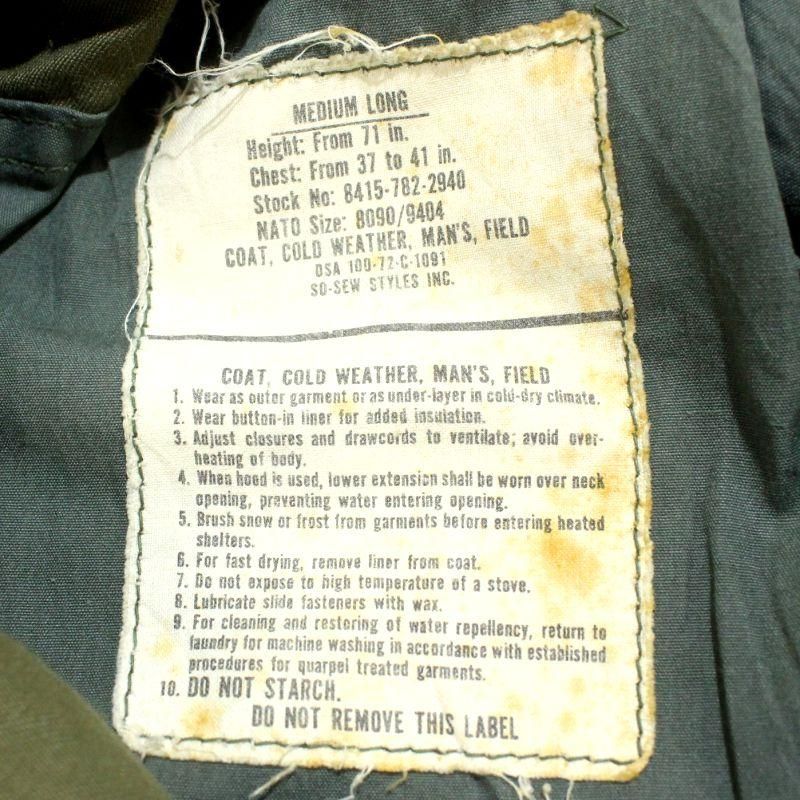 MEDIUM LONG
Height: From 71 in.
Chest: From 37 to 41 in.
Stock No: 8415-782-2940
NATO Size: 8090/9404
COAT, COLD WEATHER, MAN'S, FIELD
DSA 100-72-C-1091
SO-SEW STYLES INC.
COAT, COLD WEATHER, MAN'S, FIELD
1. Wear as outer garment or as under-layer in cold-dry climate.
2. Wear button-in liner for added insulation.
3. Adjust closures and drawcords to ventilate; avoid over-
heating of body.
4. When hood is used, lower extension shall be worn over neck
opening, preventing water entering opening.
5. Brush snow or frost from garments before entering heated
shelters.
6. For fast drying, remove liner from coat.
7. Do not expose to high temperature of a stove.
8. Lubricate slide fasteners with wax.
9. For cleaning and restoring of water repellency, return to
laundry for machine washing in accordance with established
procedures for quarpel treated garments.
10. DO NOT STARCH.
DO NOT REMOVE THIS LABEL